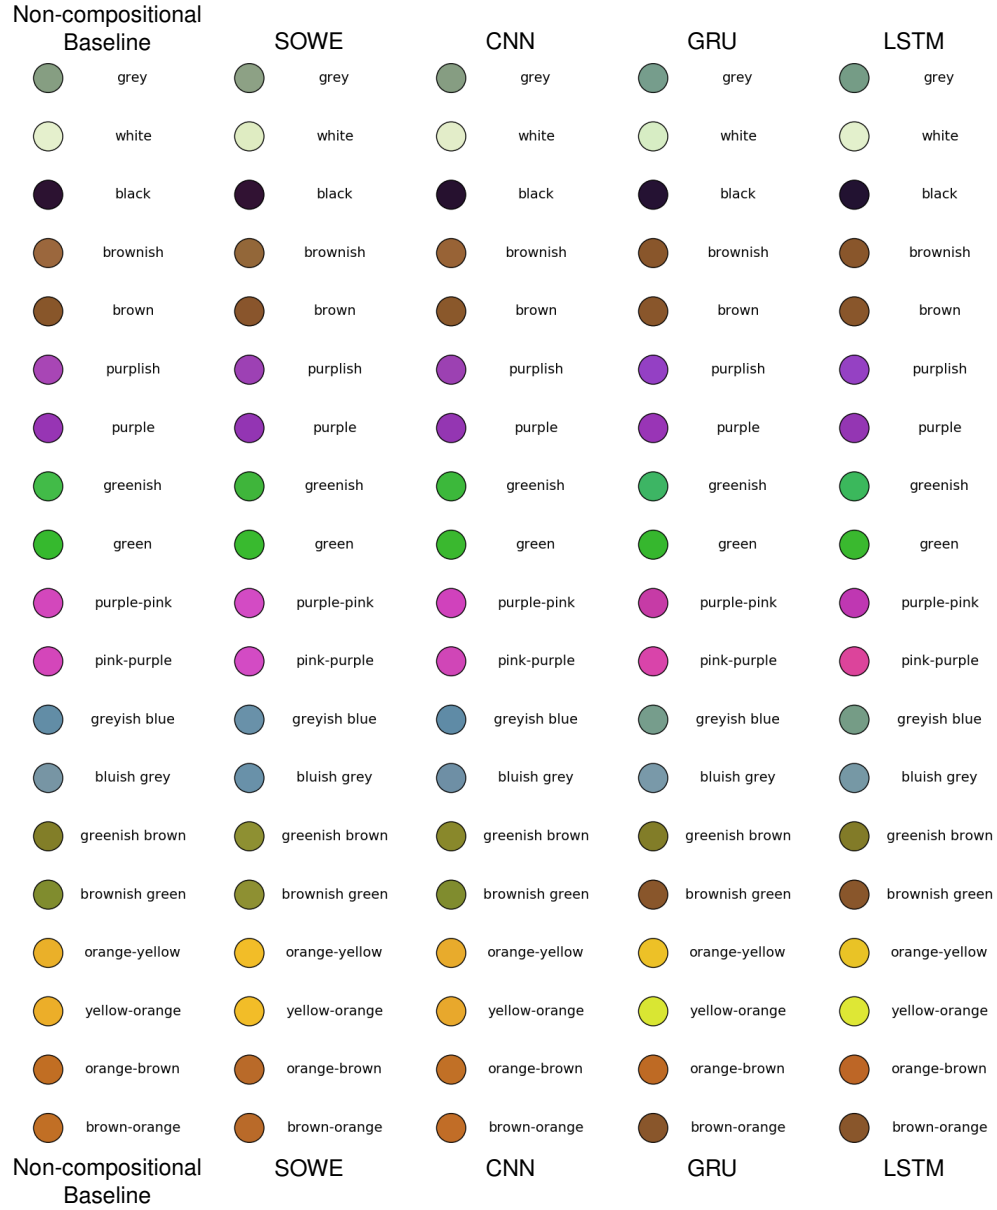 Non-compositional
Baseline SOWE CNN GRU LSTM
grey grey grey grey grey
white white white white white
black black black black black
brownish brownish brownish brownish brownish
brown brown brown brown brown
purplish purplish purplish purplish purplish
purple purple purple purple purple
greenish greenish greenish greenish greenish
green green green green green
purple-pink purple-pink purple-pink purple-pink purple-pink
pink-purple pink-purple pink-purple pink-purple pink-purple
greyish blue greyish blue greyish blue greyish blue greyish blue
bluish grey bluish grey bluish grey bluish grey bluish grey
greenish brown greenish brown greenish brown greenish brown greenish brown
brownish green brownish green brownish green brownish green brownish green
orange-yellow orange-yellow orange-yellow orange-yellow orange-yellow
yellow-orange yellow-orange yellow-orange yellow-orange yellow-orange
orange-brown orange-brown orange-brown orange-brown orange-brown
brown-orange brown-orange brown-orange brown-orange brown-orange
Non-compositional SOWE CNN GRU LSTM
Baseline